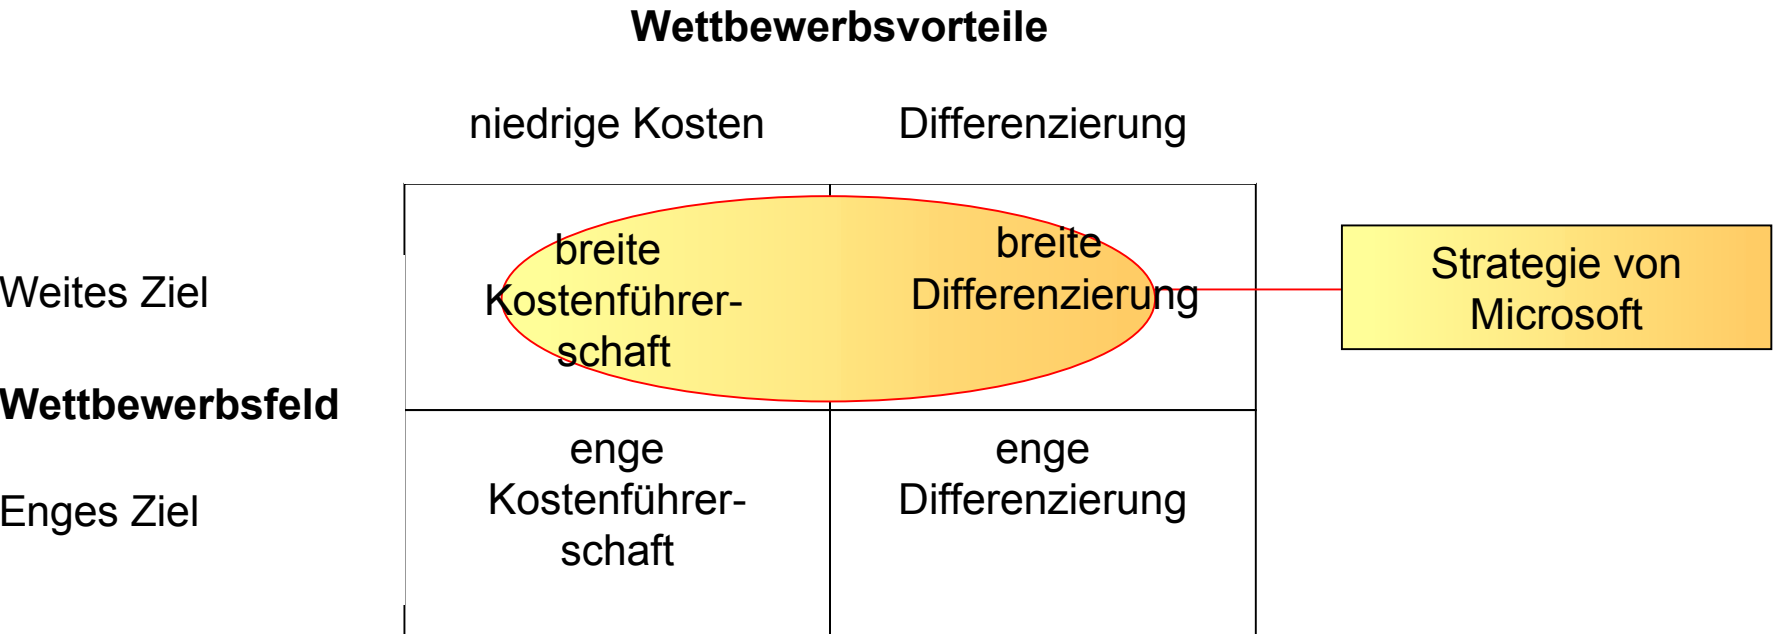 Wettbewerbsvorteile
niedrige Kosten
Differenzierung
Weites Ziel
breite
Kostenführer-
schaft
breite
Differenzierung
Strategie von
Microsoft
Wettbewerbsfeld
Enges Ziel
enge
Kostenführer-
schaft
enge
Differenzierung